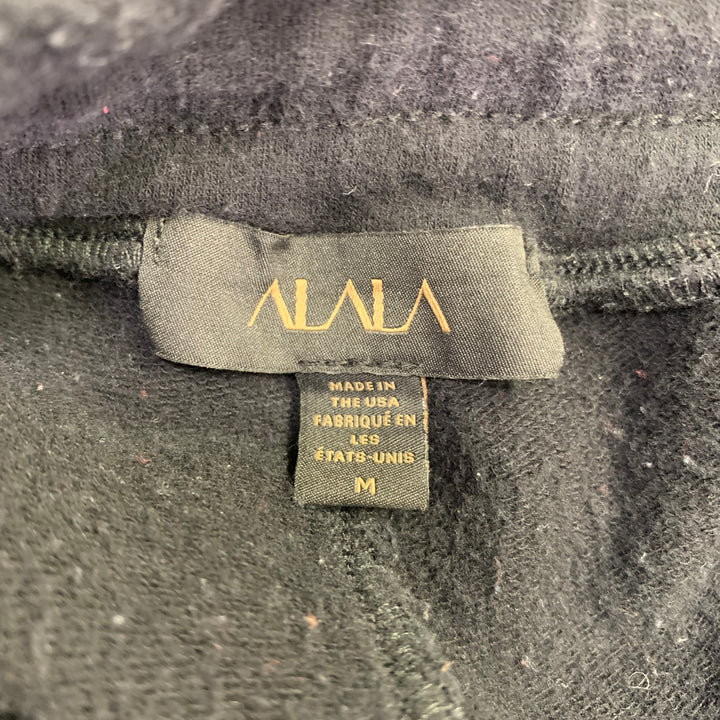 ALALA
MADE IN
THE USA
FABRIQUÉ EN
LES
ÉTATS-UNIS
M